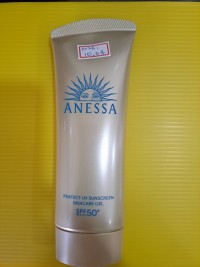 ANESSA
PERFECT UV SUNSCREEN
SKINCARE GEL
SPF50+